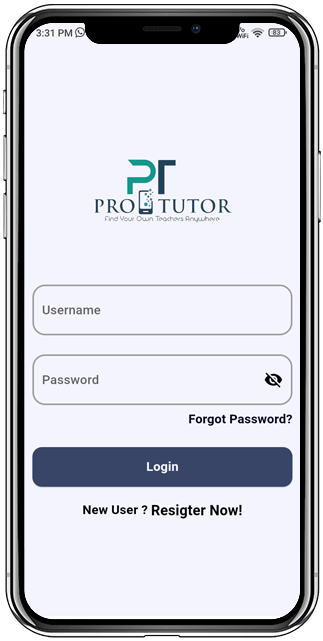 3:31 PM
WiFi 83
PT
PRO TUTOR
Find Your Own Teachers Anywhere
Username
Password
Forgot Password?
Login
New User ? Resigter Now!